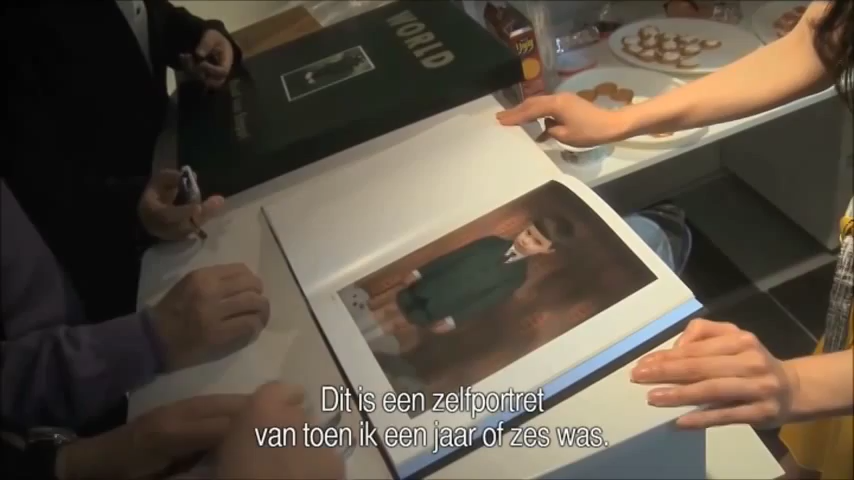 WORLD
Dit is een zelfportret
van toen ik een jaar of zes was.